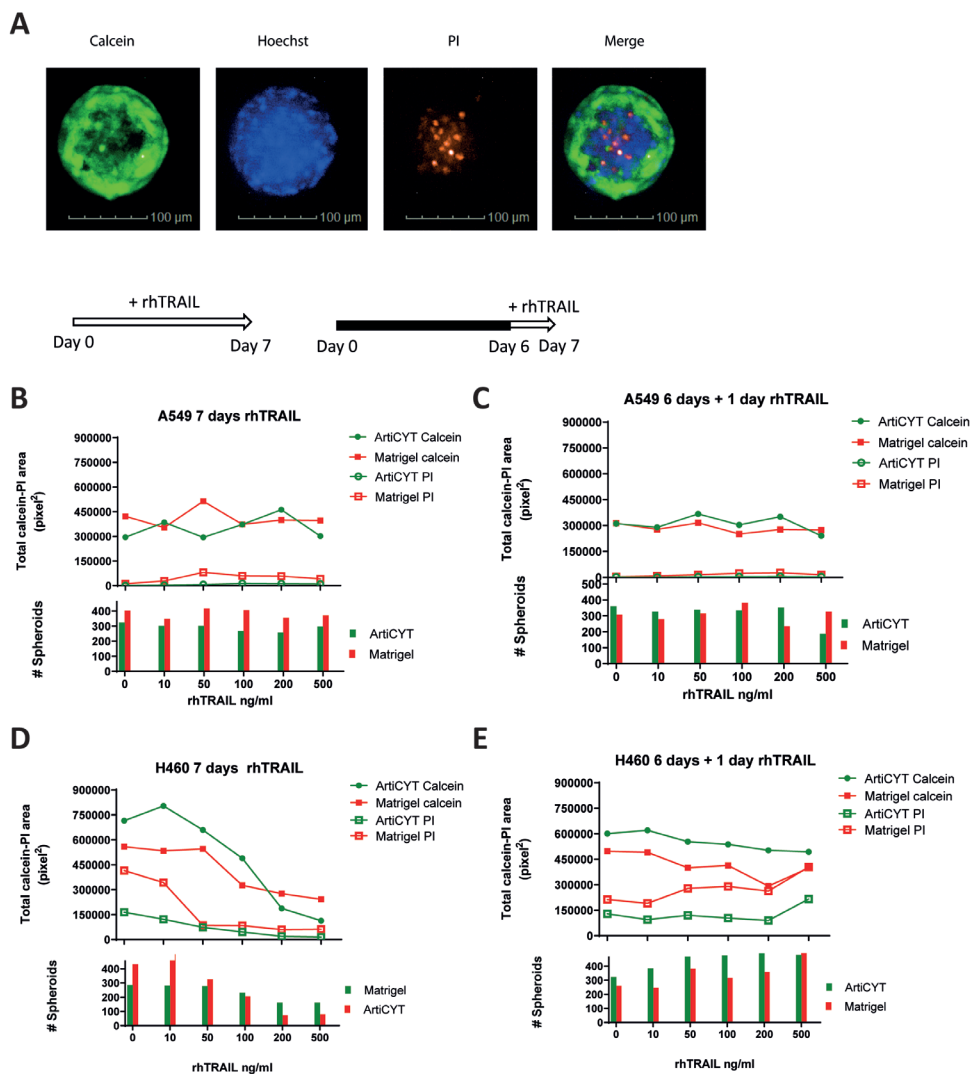 A
Calcein Hoechst PI Merge
100 µm 100 µm 100 µm 100 µm
+ rhTRAIL + rhTRAIL
Day 0 Day 7 Day 0 Day 6 Day 7
B
A549 7 days rhTRAIL
Total calcein-PI area
(pixel²)
900000
750000
600000
450000
300000
150000
0
ArtiCYT Calcein
Matrigel calcein
ArtiCYT PI
Matrigel PI
# Spheroids
400
300
200
100
0
ArtiCYT
Matrigel
0 10 50 100 200 500
rhTRAIL ng/ml
C
A549 6 days + 1 day rhTRAIL
Total calcein-PI area
(pixel²)
900000
750000
600000
450000
300000
150000
0
ArtiCYT Calcein
Matrigel calcein
ArtiCYT PI
Matrigel PI
# Spheroids
500
400
300
200
100
0
ArtiCYT
Matrigel
0 10 50 100 200 500
rhTRAIL ng/ml
D
H460 7 days rhTRAIL
Total calcein-PI area
(pixel²)
900000
750000
600000
450000
300000
150000
0
ArtiCYT Calcein
Matrigel calcein
ArtiCYT PI
Matrigel PI
# Spheroids
400
300
200
100
0
Matrigel
ArtiCYT
0 10 50 100 200 500
rhTRAIL ng/ml
E
H460 6 days + 1 day rhTRAIL
Total calcein-PI area
(pixel²)
900000
750000
600000
450000
300000
150000
0
ArtiCYT Calcein
Matrigel calcein
ArtiCYT PI
Matrigel PI
# Spheroids
400
300
200
100
0
ArtiCYT
Matrigel
0 10 50 100 200 500
rhTRAIL ng/ml